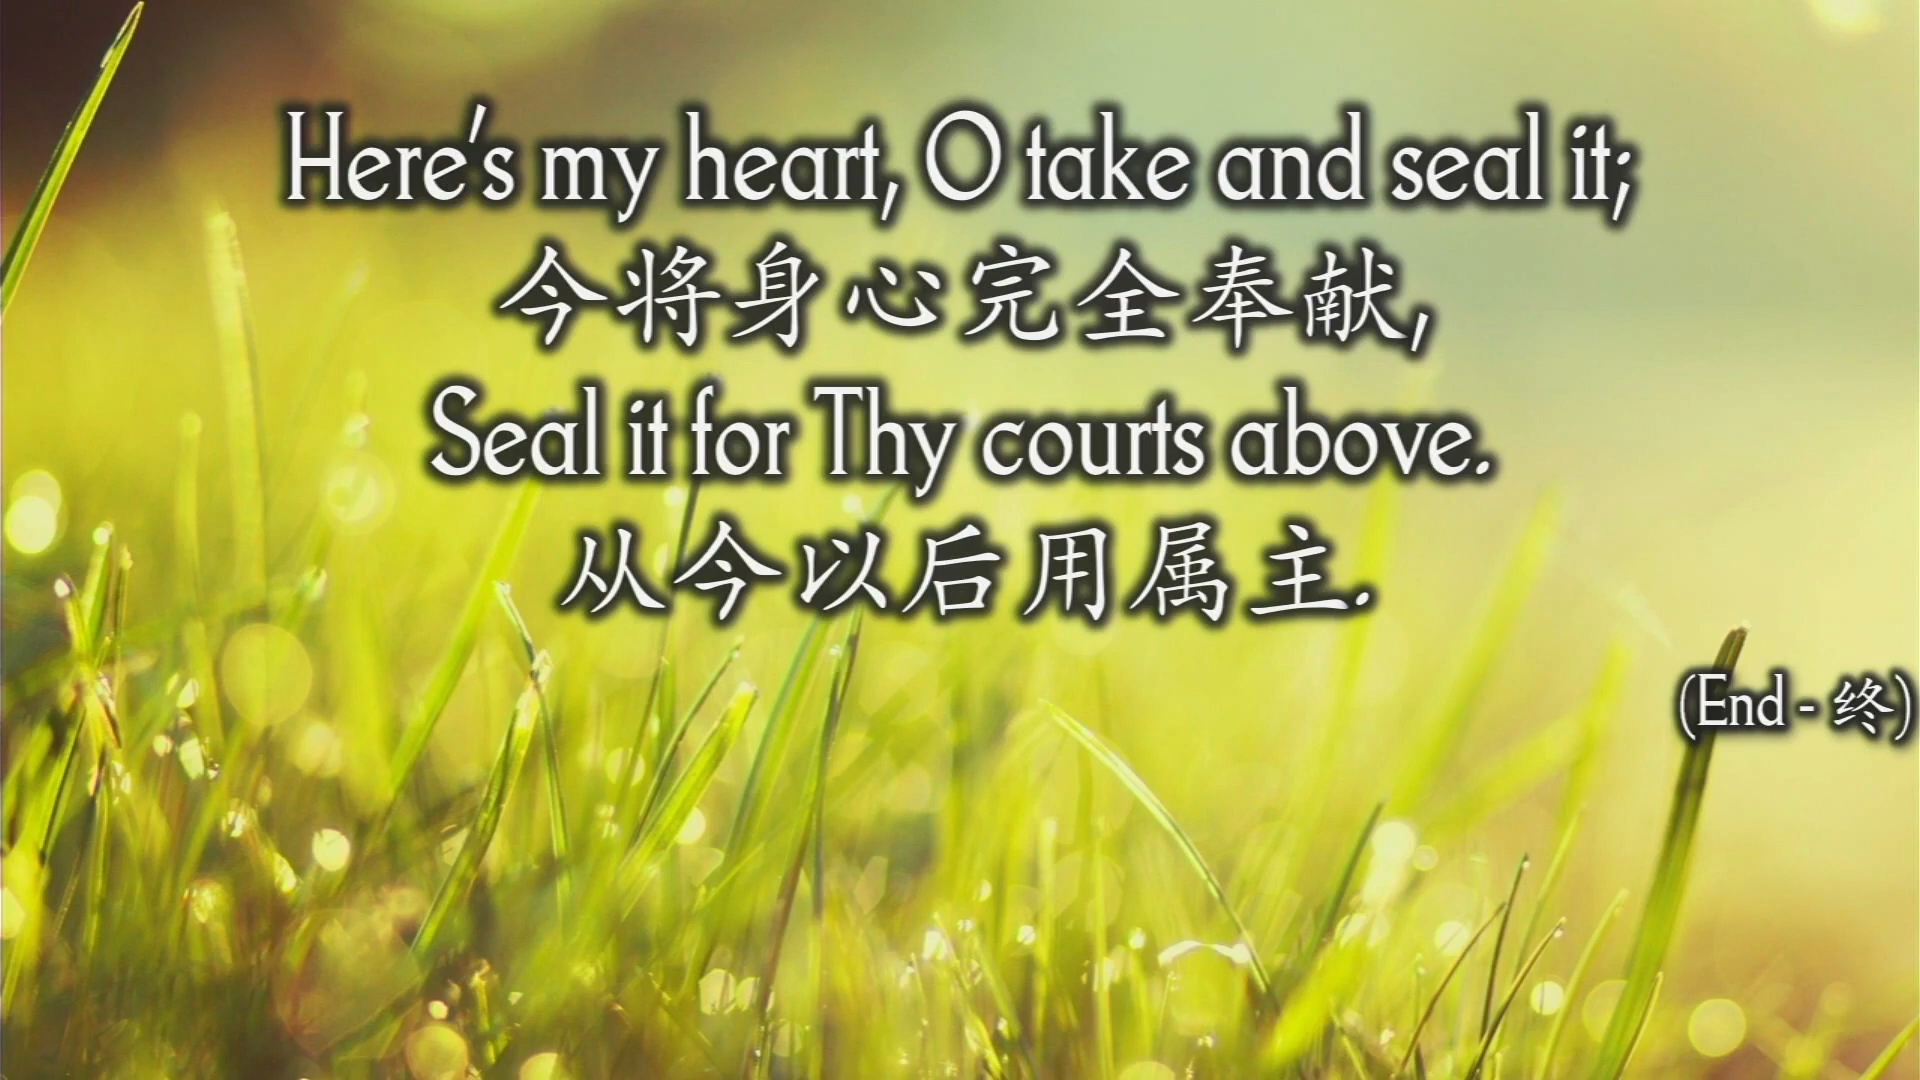 Here's my heart, O take and seal it;
今将身心完全奉献,
Seal it for Thy courts above.
从今以后用属主.
(End - 终)